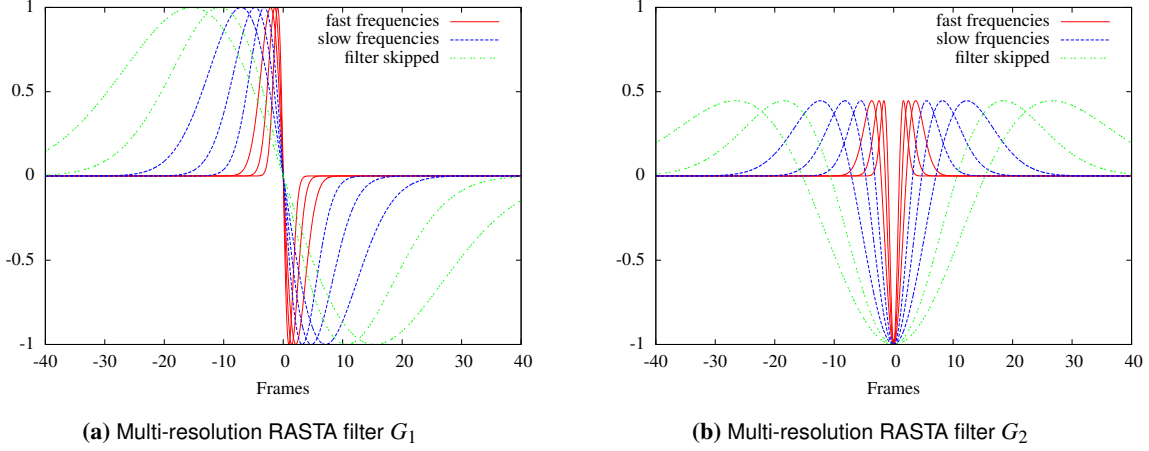 fast frequencies
slow frquencies
filter skipped
1
0.5
0
-0.5
-1
-40 -30 -20 -10 0 10 20 30 40
Frames
(a) Multi-resolution RASTA filter G1
fast frequencies
slow frquencies
filter skipped
1
0.5
0
-0.5
-1
-40 -30 -20 -10 0 10 20 30 40
Frames
(b) Multi-resolution RASTA filter G2